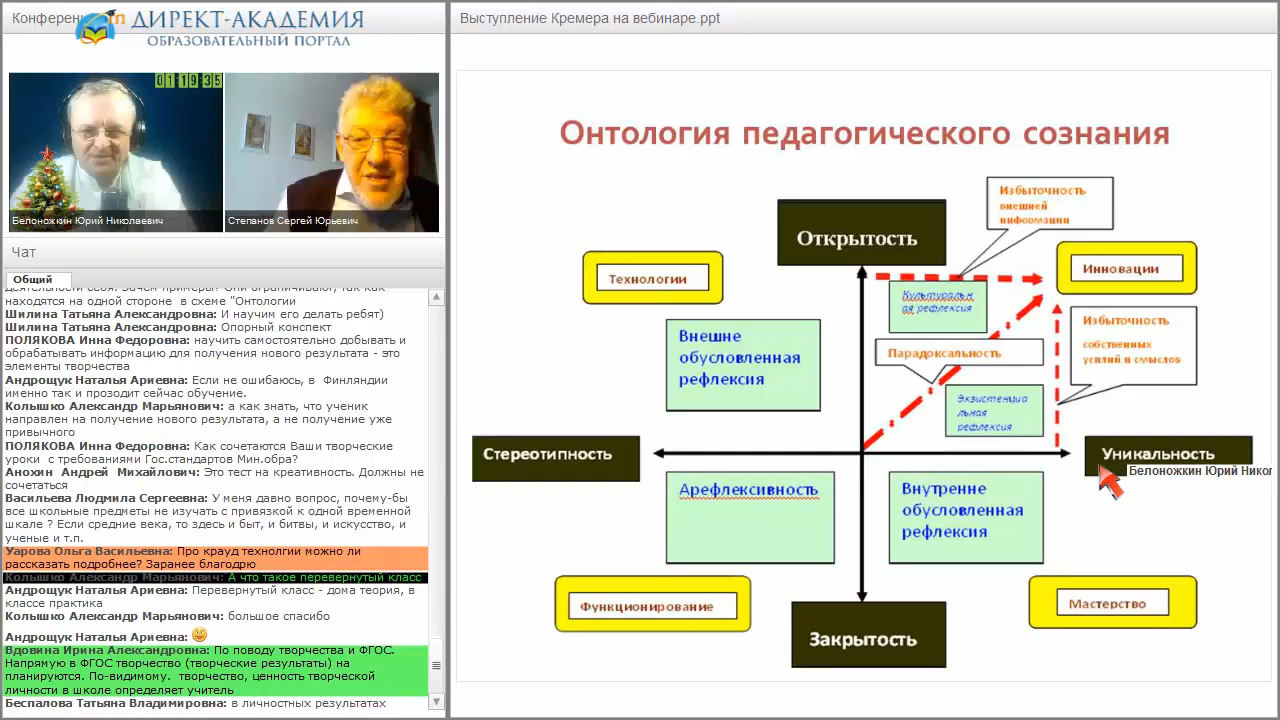 Конференц
ДИРЕКТ-АКАДЕМИЯ
ОБРАЗОВАТЕЛЬНЫЙ ПОРТАЛ
01:19:35
Белоножкин Юрий Николаевич
Степанов Сергей Юрьевич
Чат
Общий
находятся на одной сторонв в схеме "Онтологии
Шилина Татьяна Александровна: И научим его делать ребят)
Шилина Татьяна Александровна: Опорный конспект
ПОЛЯКОВА Инна Федоровна: научить самостоятельно добывать и
обрабатывать информацию для получения нового результата - это
элементы творчества
Андрощук Наталья Ариевна: Если не ошибаюсь, в Финляндии
именно так и прозодит сейчас обучение.
Колышко Александр Марьянович: а как знать, что ученик
направлен на получение нового результата, а не получение уже
привычного
ПОЛЯКОВА Инна Федоровна: Как сочетаются Ваши творческие
уроки с требованиями Гос.стандартов Мин.обра?
Анохин Андрей Михайлович: Это тест на креативность. Должны не
сочетаться
Васильева Людмила Сергеевна: У меня давно вопрос, почему-бы
все школьные предметы не изучать с привязкой к одной временной
шкале ? Если средние века, то здесь и быт, и битвы, и искусство, и
ученые и т.п.
Уарова Ольга Васильевна: Про крауд технолгии можно ли
рассказать подробнее? Заранее благодрю
Колышко Александр Марьянович: А что такое перевернутый класс
Андрощук Наталья Ариевна: Перевернутый класс - дома теория, в
классе практика
Колышко Александр Марьянович: большое спасибо
Андрощук Наталья Ариевна:
Вдовина Ирина Александровна: По поводу творчества и ФГОС.
Напрямую в ФГОС творчество (творческие результаты) на
планируются. По-видимому. творчество, ценность творческой
личности в школе определяет учитель
Беспалова Татьяна Владимировна: в личностных результатах
Выступление Кремера на вебинаре.ppt
Онтология педагогического сознания
Избыточность
внешней
информации
Открытость
Технологии
Инновации
Культуральн
ая рефлексия
Внешне
обусловленная
рефлексия
Избыточность
собственных
усилий и смыслов
Парадоксальность
Экзистенциа
льная
рефлексия
Стереотипность
Уникальность
Белоножкин Юрий Никол
Арефлексивность
Внутренне
обусловленная
рефлексия
Функционирование
Закрытость
Мастерство